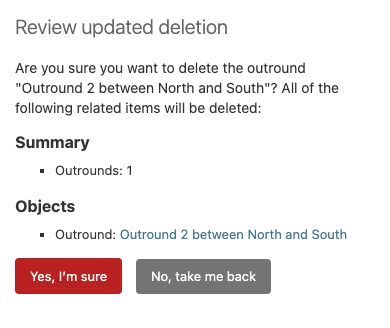 Review updated deletion
Are you sure you want to delete the outround
"Outround 2 between North and South"? All of the
following related items will be deleted:
Summary
Outrounds: 1
Objects
Outround: Outround 2 between North and South
Yes, I'm sure
No, take me back